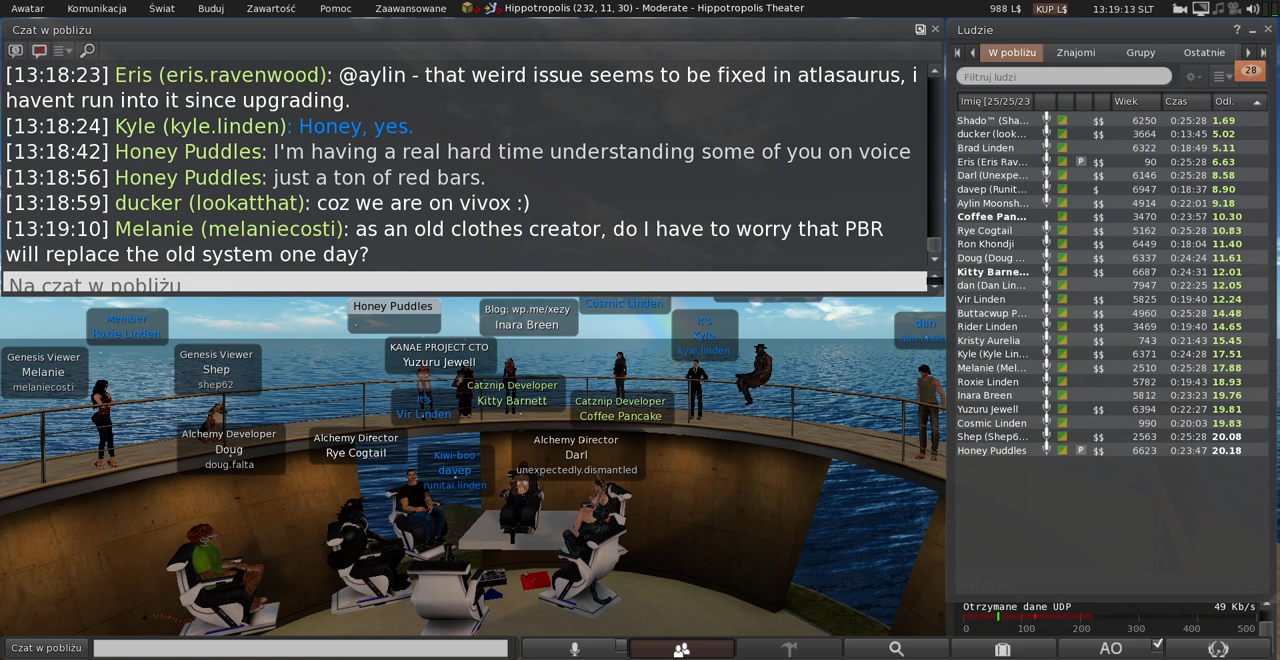 Awatar Komunikacja Świat Buduj Zawartość Pomoc Zaawansowane Hippotropolis (232, 11, 30) - Moderate - Hippotropolis Theater 988 L$ KUP L$ 13:19:13 SLT
Czat w pobliżu
[13:18:23] Eris (eris.ravenwood): @aylin - that weird issue seems to be fixed in atlasaurus, i
havent run into it since upgrading.
[13:18:24] Kyle (kyle.linden): Honey, yes.
[13:18:42] Honey Puddles: I'm having a real hard time understanding some of you on voice
[13:18:56] Honey Puddles: just a ton of red bars.
[13:18:59] ducker (lookatthat): coz we are on vivox :)
[13:19:10] Melanie (melaniecosti): as an old clothes creator, do I have to worry that PBR
will replace the old system one day?
Na czat w pobliżu
Member
Roxie Linden
Honey Puddles
.
Blog: wp.me/xezy
Inara Breen
Cosmic Linden
It's
Kyle
kyle.linden
dan
Genesis Viewer
Melanie
melaniecosti
Genesis Viewer
Shep
shep62
KANAE PROJECT CTO
Yuzuru Jewell
It's
Vir Linden
Catznip Developer
Kitty Barnett
Catznip Developer
Coffee Pancake
Alchemy Developer
Doug
doug.falta
Alchemy Director
Rye Cogtail
Kiwi-boo
davep
runitai.linden
Alchemy Director
Darl
unexpectedly.dismantled
Ludzie
? _ ×
W pobliżu Znajomi Grupy Ostatnie
Filtruj ludzi
28
Imię [25/25/23 Wiek Czas Odl.
Shado™ (Sha... $$ 6250 0:25:28 1.69
ducker (look... $$ 3664 0:13:45 5.02
Brad Linden 6322 0:18:49 5.11
Eris (Eris Rav... P $$ 90 0:25:28 6.63
Darl (Unexpe... $$ 6146 0:25:28 8.58
davep (Runit... $ 6947 0:18:37 8.90
Aylin Moonsh... $$ 4914 0:22:01 9.18
Coffee Pan... $$ 3470 0:23:57 10.30
Rye Cogtail $$ 5162 0:25:28 10.83
Ron Khondji $$ 6449 0:18:04 11.40
Doug (Doug ... $$ 6337 0:24:24 11.61
Kitty Barne... $$ 6687 0:24:31 12.01
dan (Dan Lin... 7947 0:22:25 12.05
Vir Linden $$ 5825 0:19:40 12.24
Buttacwup P... $$ 4960 0:25:28 14.48
Rider Linden $$ 3469 0:19:40 14.65
Kristy Aurelia $$ 743 0:21:43 15.45
Kyle (Kyle Lin... $$ 6371 0:24:28 17.51
Melanie (Mel... $$ 2510 0:25:28 17.88
Roxie Linden 5782 0:19:43 18.93
Inara Breen 5812 0:23:23 19.76
Yuzuru Jewell $$ 6394 0:22:27 19.81
Cosmic Linden 990 0:20:03 19.83
Shep (Shep6... $$ 2563 0:25:28 20.08
Honey Puddles P $$ 6623 0:23:47 20.18
Otrzymane dane UDP 49 Kb/s
0 100 200 300 400 500
Czat w pobliżu
AO